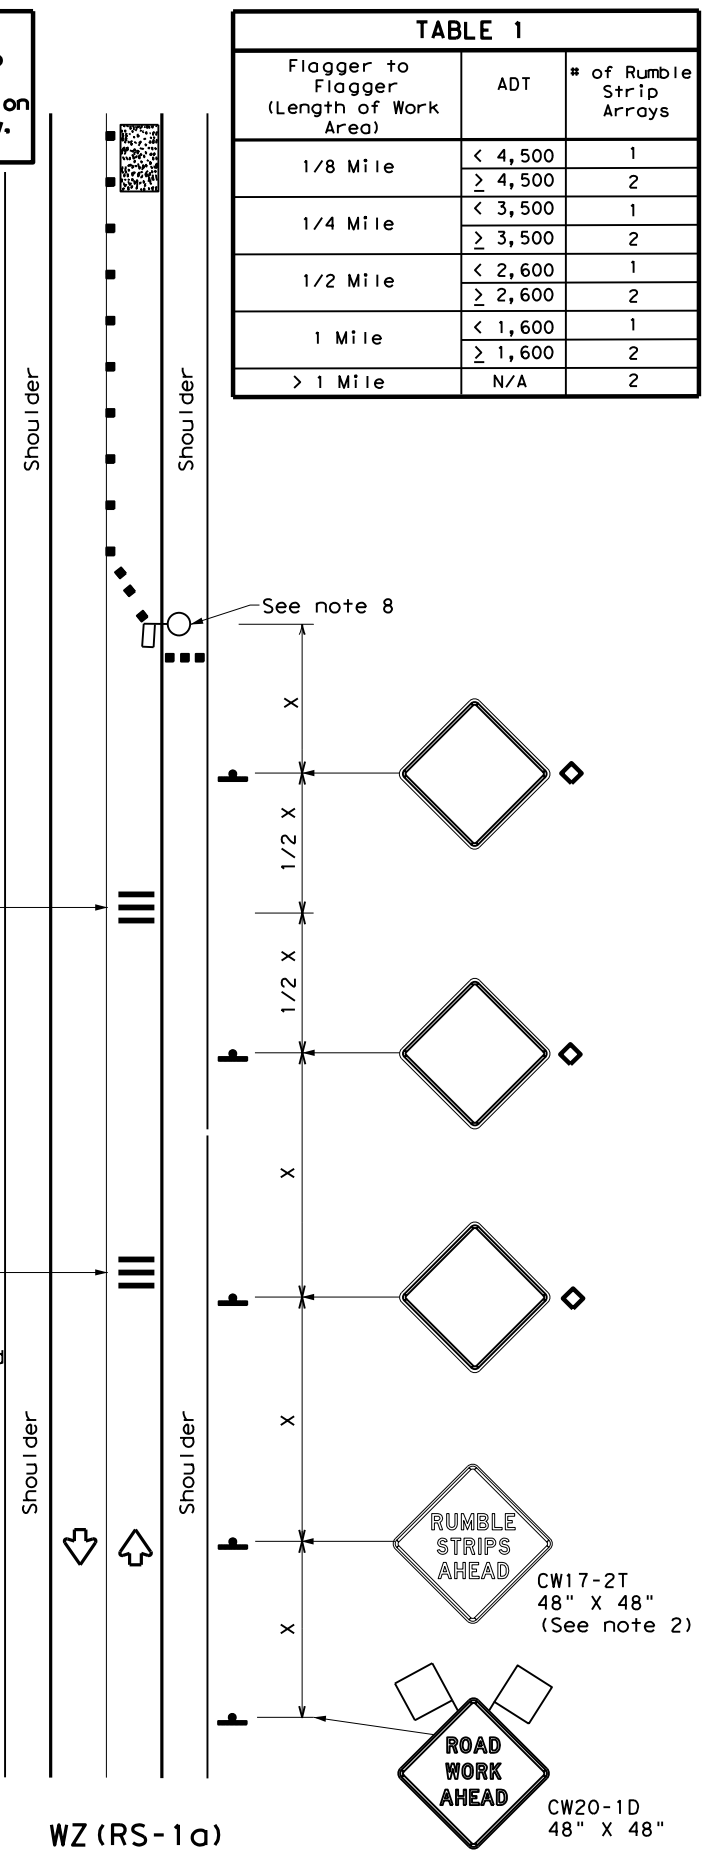 on
TABLE 1
Flagger to
Flagger
(Length of Work
Area)
ADT
# of Rumble
Strip
Arrays
1/8 Mile
< 4,500
1
≥ 4,500
2
1/4 Mile
< 3,500
1
≥ 3,500
2
1/2 Mile
< 2,600
1
≥ 2,600
2
1 Mile
< 1,600
1
≥ 1,600
2
> 1 Mile
N/A
2
Shoulder
Shoulder
See note 8
X
1/2 X
1/2 X
X
X
Shoulder
Shoulder
RUMBLE
STRIPS
AHEAD
CW17-2T
48" X 48"
(See note 2)
X
ROAD
WORK
AHEAD
CW20-1D
48" X 48"
WZ(RS-1a)